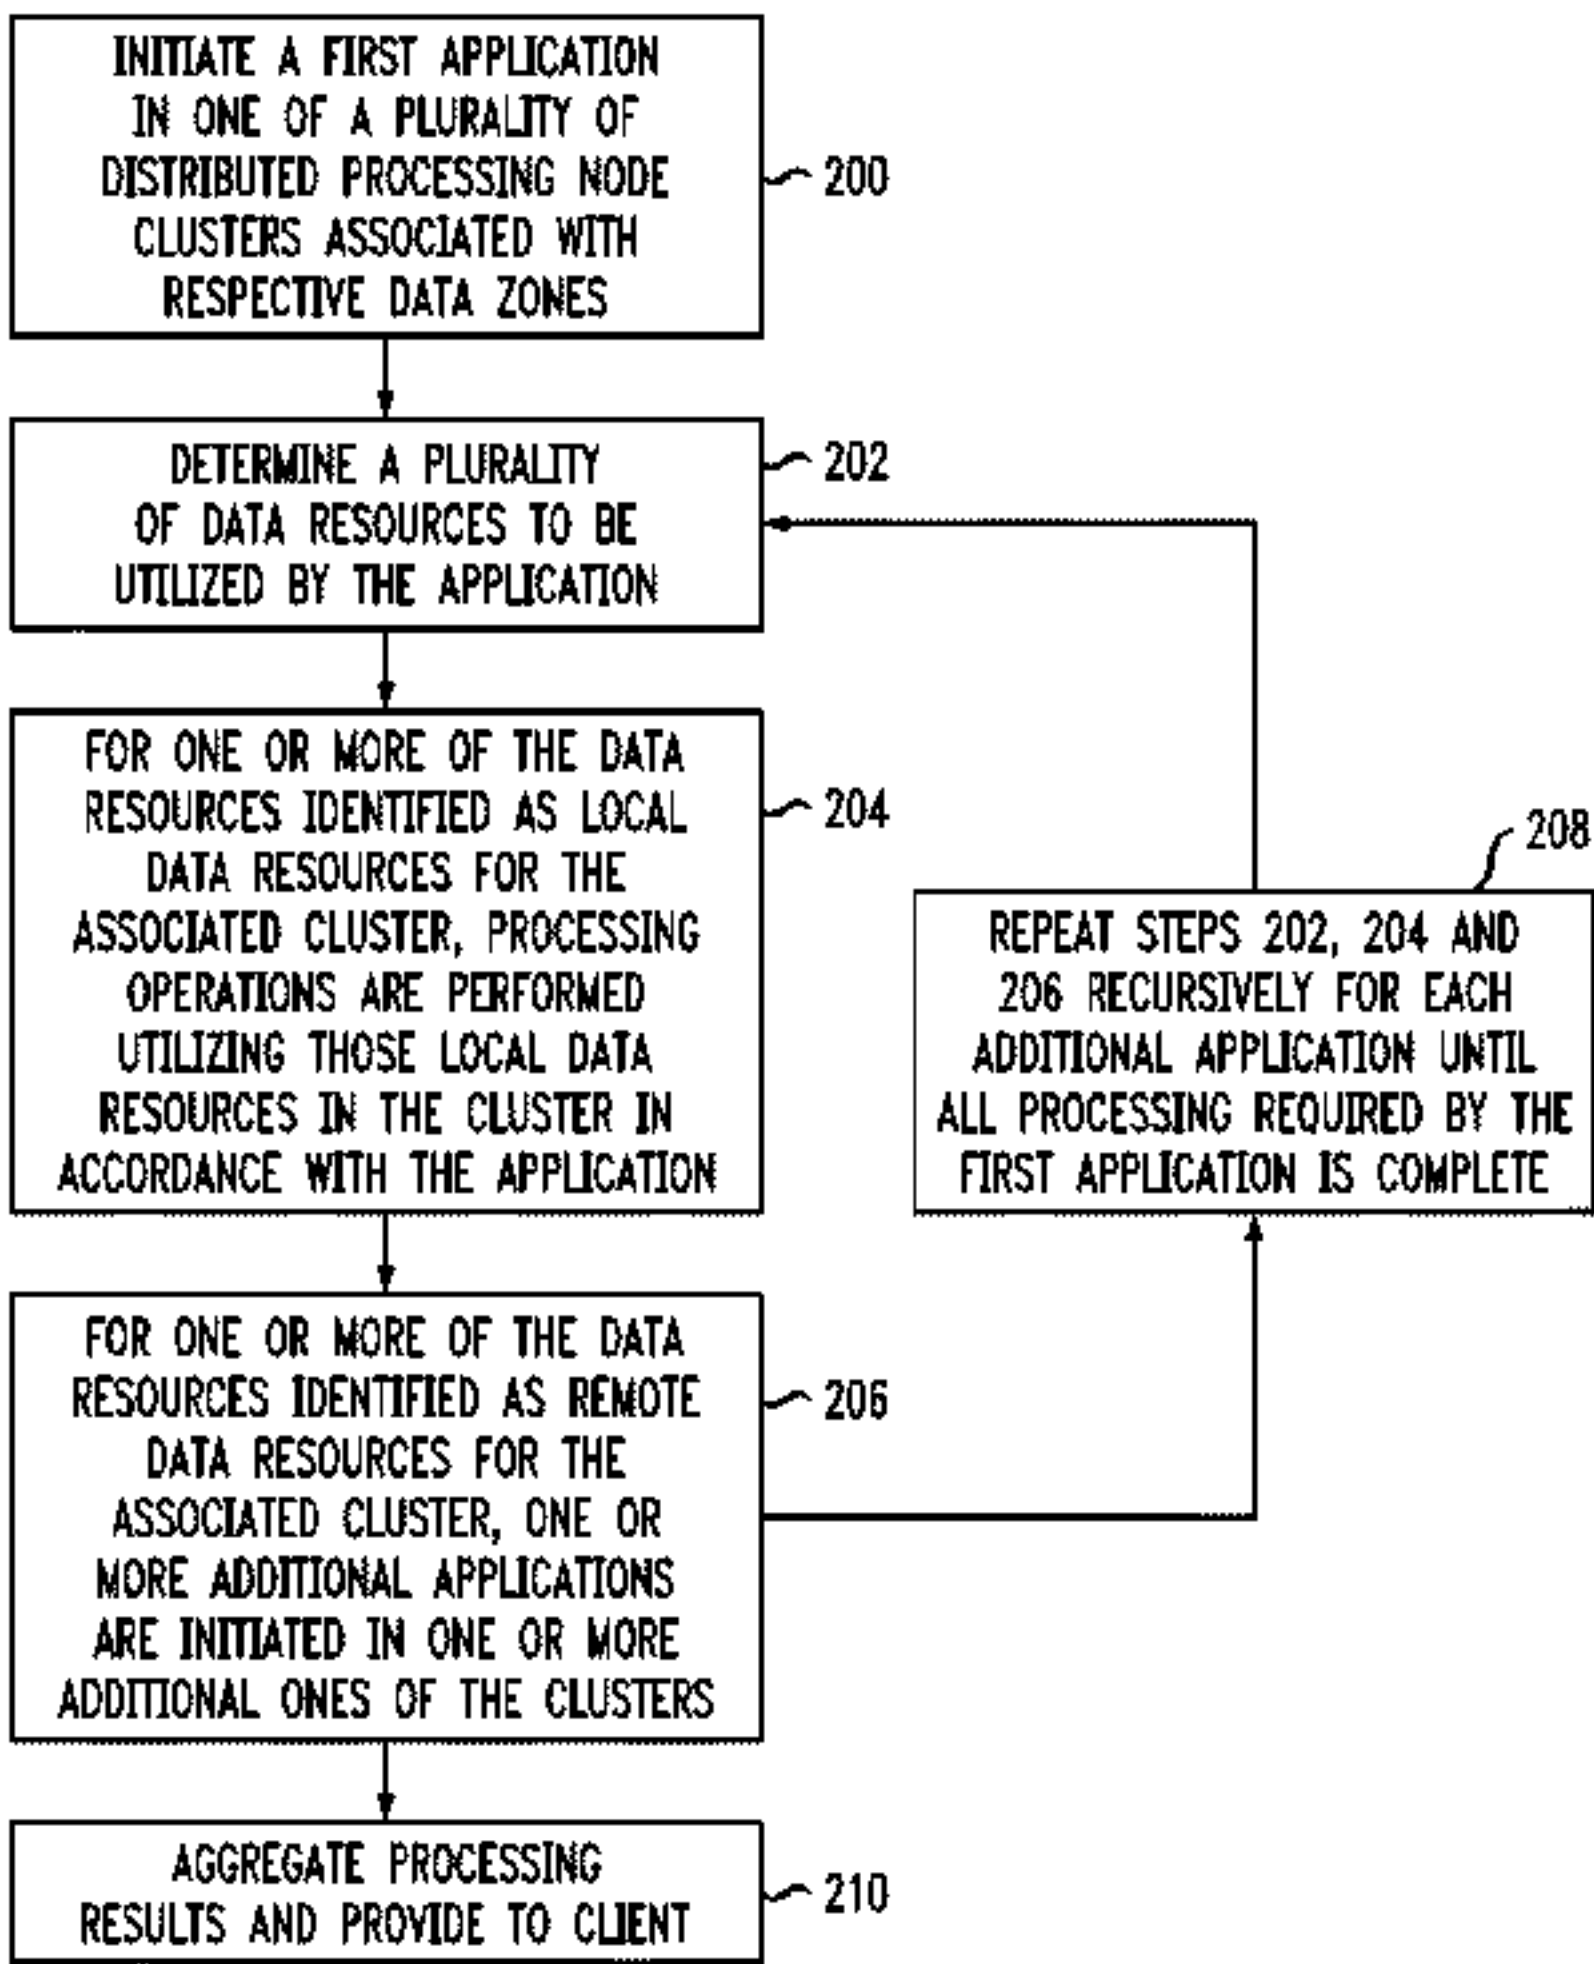 INITIATE A FIRST APPLICATION
IN ONE OF A PLURALITY OF
DISTRIBUTED PROCESSING NODE
CLUSTERS ASSOCIATED WITH
RESPECTIVE DATA ZONES
200
DETERMINE A PLURALITY
OF DATA RESOURCES TO BE
UTILIZED BY THE APPLICATION
202
FOR ONE OR MORE OF THE DATA
RESOURCES IDENTIFIED AS LOCAL
DATA RESOURCES FOR THE
ASSOCIATED CLUSTER, PROCESSING
OPERATIONS ARE PERFORMED
UTILIZING THOSE LOCAL DATA
RESOURCES IN THE CLUSTER IN
ACCORDANCE WITH THE APPLICATION
204
208
REPEAT STEPS 202, 204 AND
206 RECURSIVELY FOR EACH
ADDITIONAL APPLICATION UNTIL
ALL PROCESSING REQUIRED BY THE
FIRST APPLICATION IS COMPLETE
FOR ONE OR MORE OF THE DATA
RESOURCES IDENTIFIED AS REMOTE
DATA RESOURCES FOR THE
ASSOCIATED CLUSTER, ONE OR
MORE ADDITIONAL APPLICATIONS
ARE INITIATED IN ONE OR MORE
ADDITIONAL ONES OF THE CLUSTERS
206
AGGREGATE PROCESSING
RESULTS AND PROVIDE TO CLIENT
210